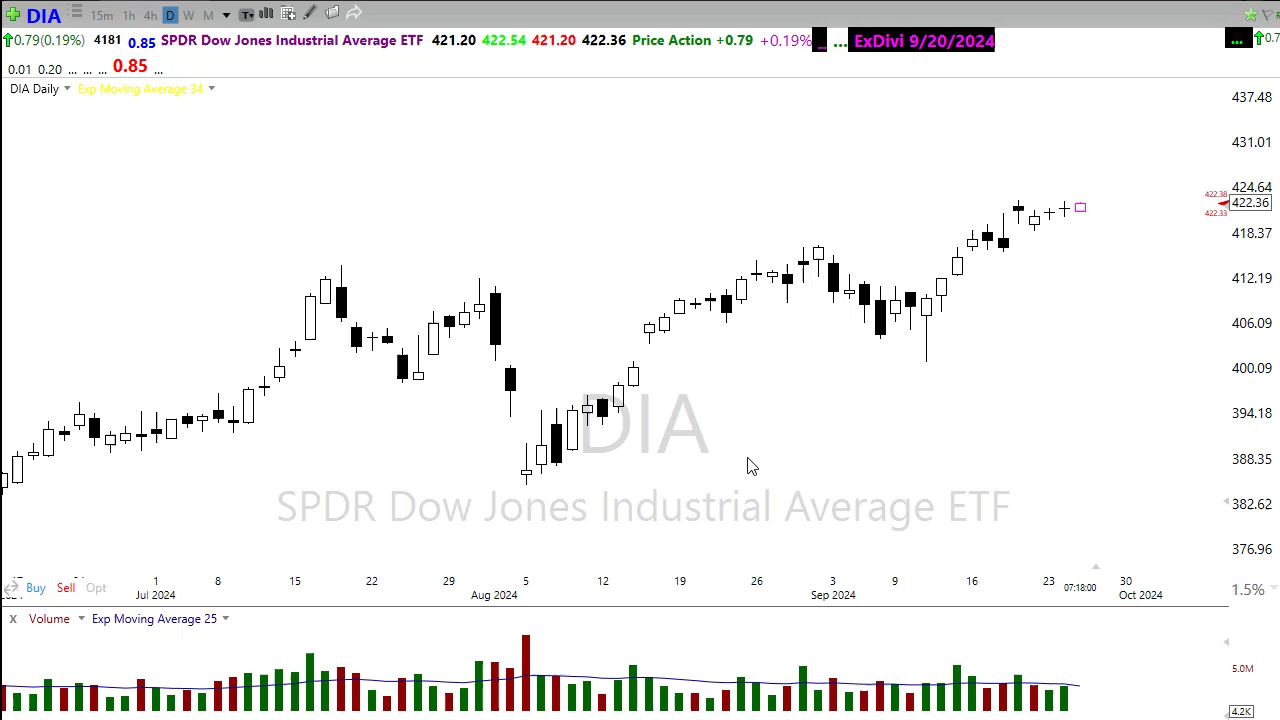 DIA 15m 1h 4h D W M T
0.79(0.19%) 4181 0.85 SPDR Dow Jones Industrial Average ETF 421.20 422.54 421.20 422.36 Price Action +0.79 +0.19% ... ... ExDivi 9/20/2024 ... 0.7
0.01 0.20 ... ... ... 0.85 ...
DIA Daily Exp Moving Average 34
437.48
431.01
424.64
422.38
422.36
422.33
418.37
412.19
406.09
400.09
394.18
388.35
382.62
376.96
DIA
SPDR Dow Jones Industrial Average ETF
1 8 15 22 29 5 12 19 26 3 9 16 23 30
Buy Sell Opt 07:18:00 1.5%
Jul 2024 Aug 2024 Sep 2024 Oct 2024
X Volume Exp Moving Average 25
5.0M
4.2K